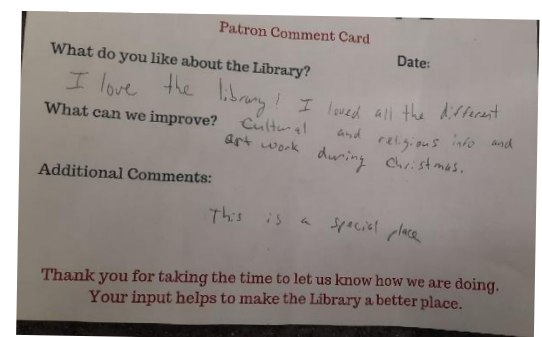 Patron Comment Card
What do you like about the Library? Date:
I love the library! I loved all the different
What can we improve? Cultural and religious info and
art work during Christmas.
Additional Comments:
This is a special place
Thank you for taking the time to let us know how we are doing.
Your input helps to make the Library a better place.